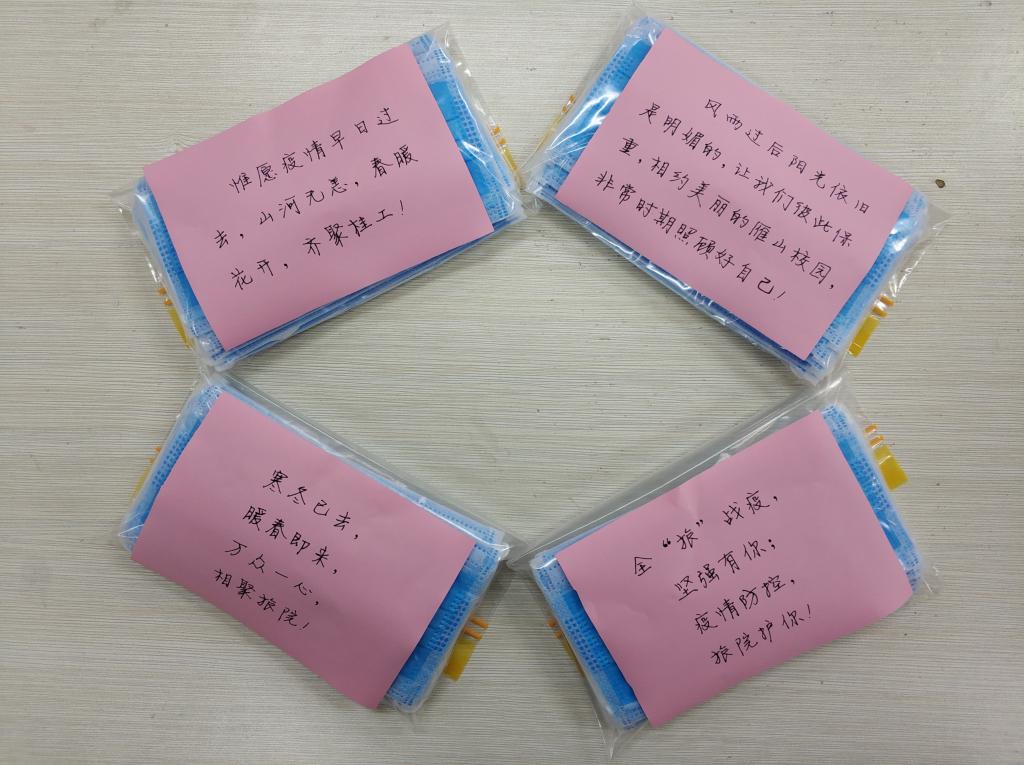 惟愿疫情早日过
去，山河无恙，春暖
花开，齐聚桂工！
风雨过后阳光依旧
是明媚的，让我们彼此保
重，相约美丽的雁山校园，
非常时期照顾好自己！
寒冬已去，
暖春即来，
万众一心，
相聚旅院！
全“旅”战疫，
坚强有你；
疫情防控，
旅院护你！